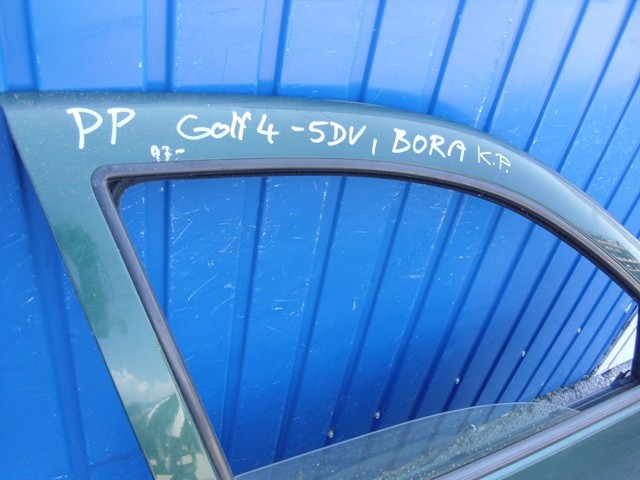 PP Golf 4 -5DV, BORA K.P.
97-